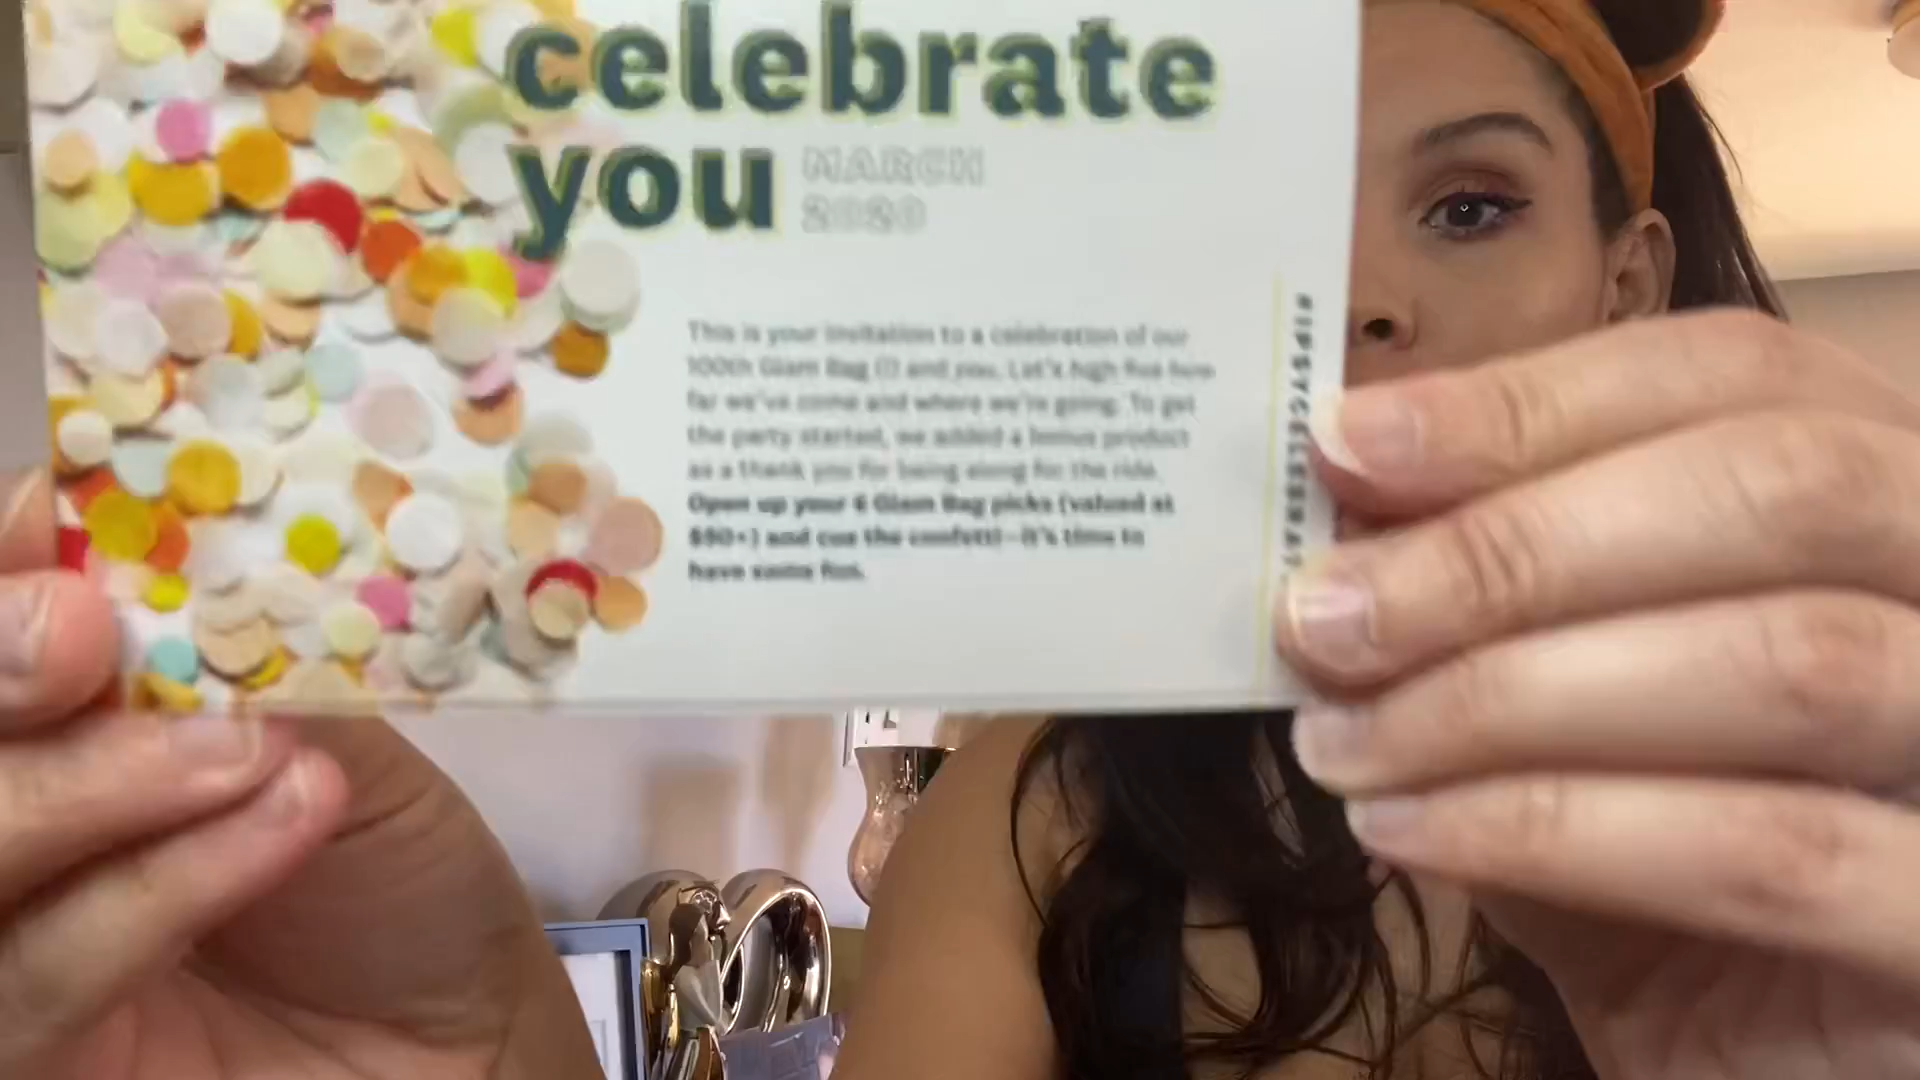 celebrate
you MARCH
2020
This is your invitation to a celebration of our
100th Glam Bag (!) and you. Let's high five how
far we've come and where we're going. To get
the party started, we added a bonus product
as a thank you for being along for the ride.
Open up your 6 Glam Bag picks (valued at
$90+) and cue the confetti—it's time to
have some fun.